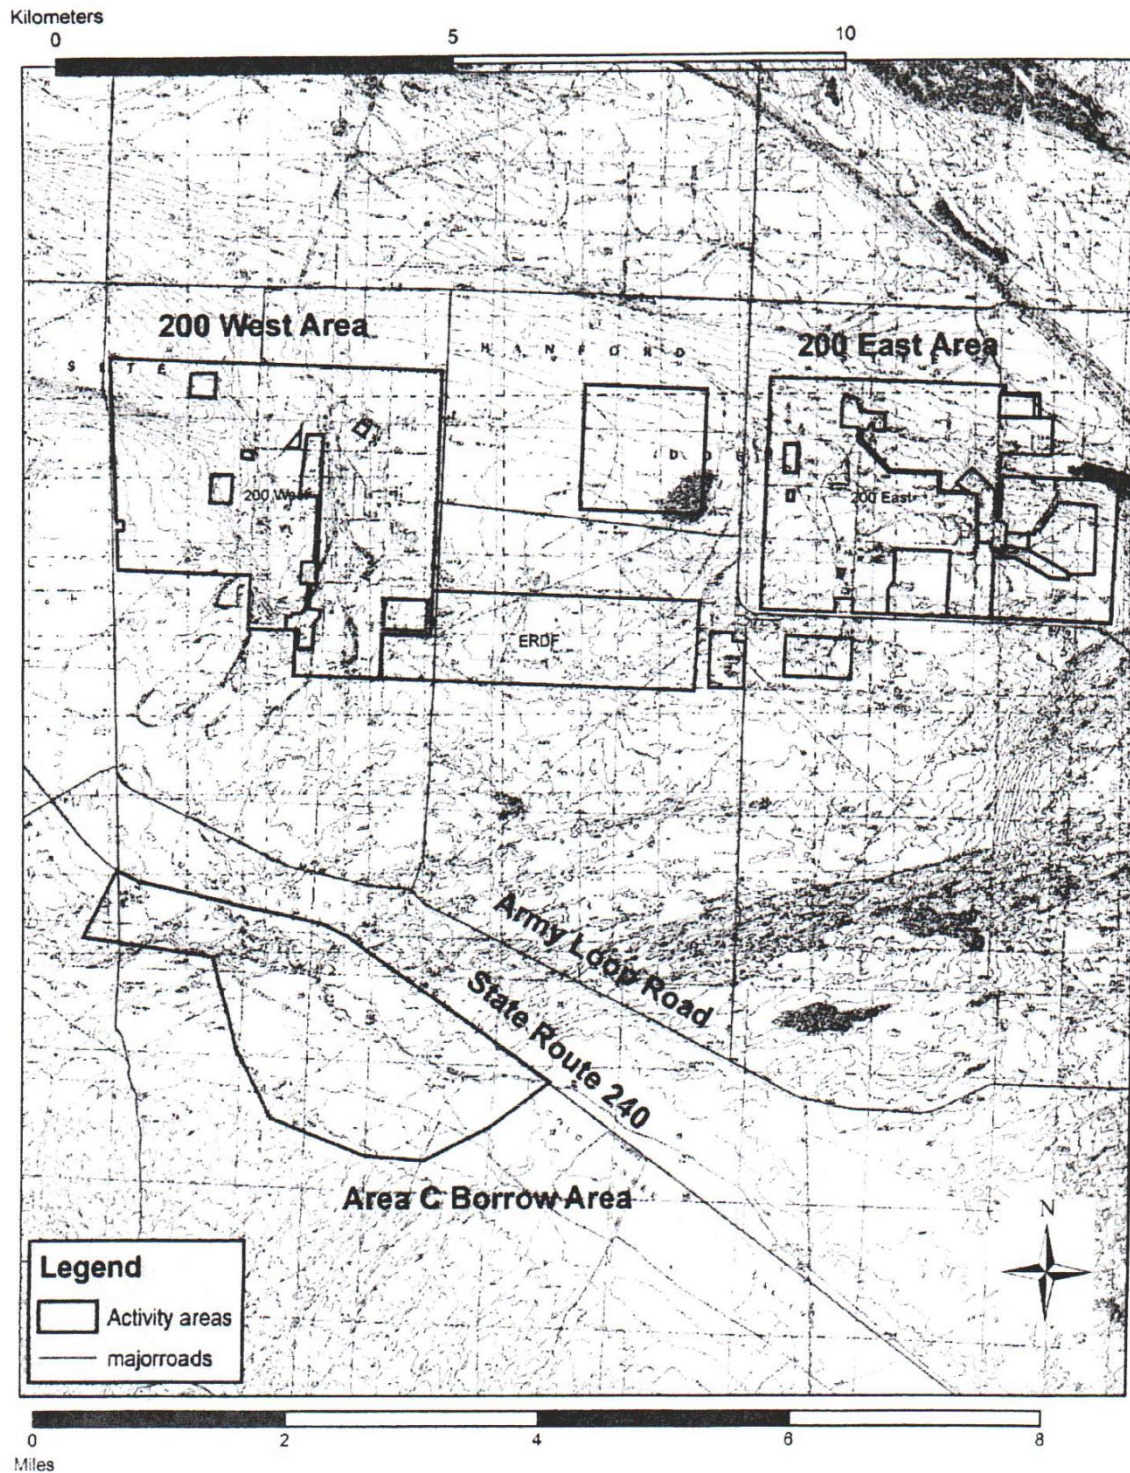 Kilometers
0 5 10
200 West Area
200 East Area
H A N F O R D
S I T E
200 West
200 East
ERDF
Army Loop Road
State Route 240
Area C Borrow Area
N
Legend
Activity areas
majorroads
0 2 4 6 8
Miles